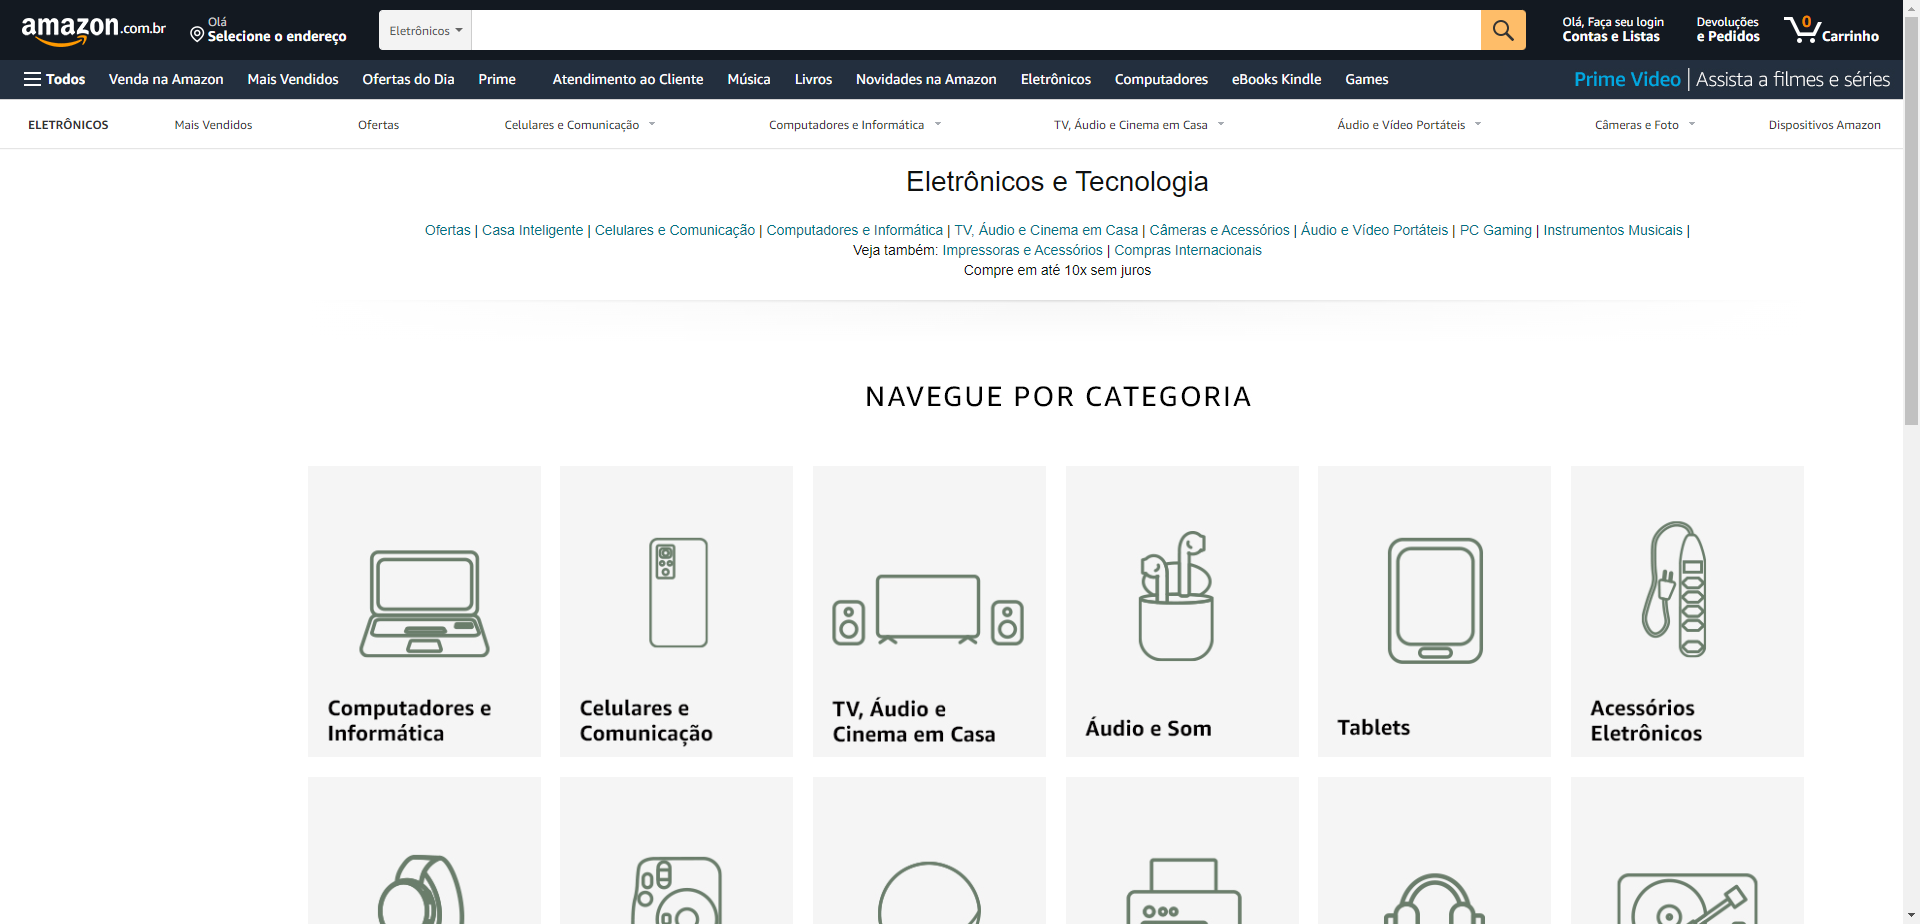 amazon.com.br
Olá
Selecione o endereço
Eletrônicos
Olá, Faça seu login
Contas e Listas
Devoluções
e Pedidos
0
Carrinho
Todos
Venda na Amazon
Mais Vendidos
Ofertas do Dia
Prime
Atendimento ao Cliente
Música
Livros
Novidades na Amazon
Eletrônicos
Computadores
eBooks Kindle
Games
Prime Video | Assista a filmes e séries
ELETRÔNICOS
Mais Vendidos
Ofertas
Celulares e Comunicação
Computadores e Informática
TV, Áudio e Cinema em Casa
Áudio e Vídeo Portáteis
Câmeras e Foto
Dispositivos Amazon
Eletrônicos e Tecnologia
Ofertas | Casa Inteligente | Celulares e Comunicação | Computadores e Informática | TV, Áudio e Cinema em Casa | Câmeras e Acessórios | Áudio e Vídeo Portáteis | PC Gaming | Instrumentos Musicais |
Veja também: Impressoras e Acessórios | Compras Internacionais
Compre em até 10x sem juros
NAVEGUE POR CATEGORIA
Computadores e
Informática
Celulares e
Comunicação
TV, Áudio e
Cinema em Casa
Áudio e Som
Tablets
Acessórios
Eletrônicos